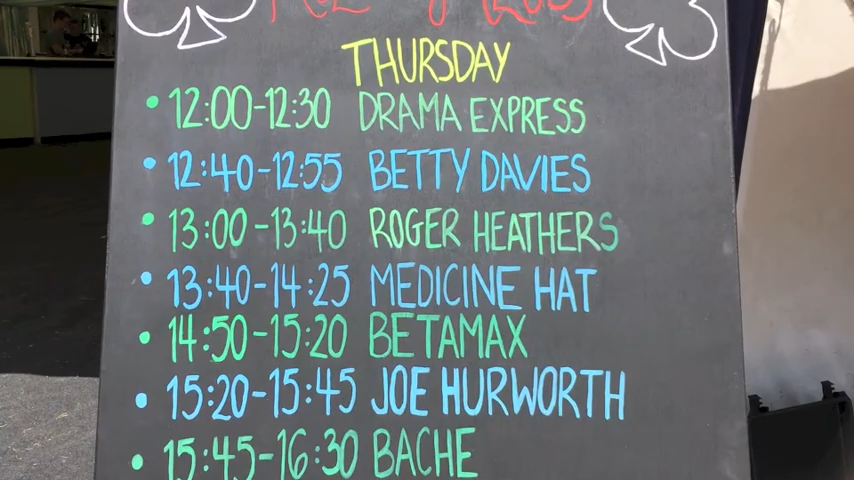 THURSDAY
• 12:00-12:30 DRAMA EXPRESS
• 12:40-12:55 BETTY DAVIES
• 13:00-13:40 ROGER HEATHERS
• 13:40-14:25 MEDICINE HAT
• 14:50-15:20 BETAMAX
• 15:20-15:45 JOE HURWORTH
• 15:45-16:30 BACHE